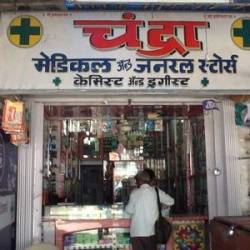 चंद्रा
मेडिकल अँड जनरल स्टोर्स
केमिस्ट अँड ड्रगीस्ट